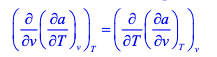 (∂/∂v (∂a/∂T)_v)_T = (∂/∂T (∂a/∂v)_T)_v